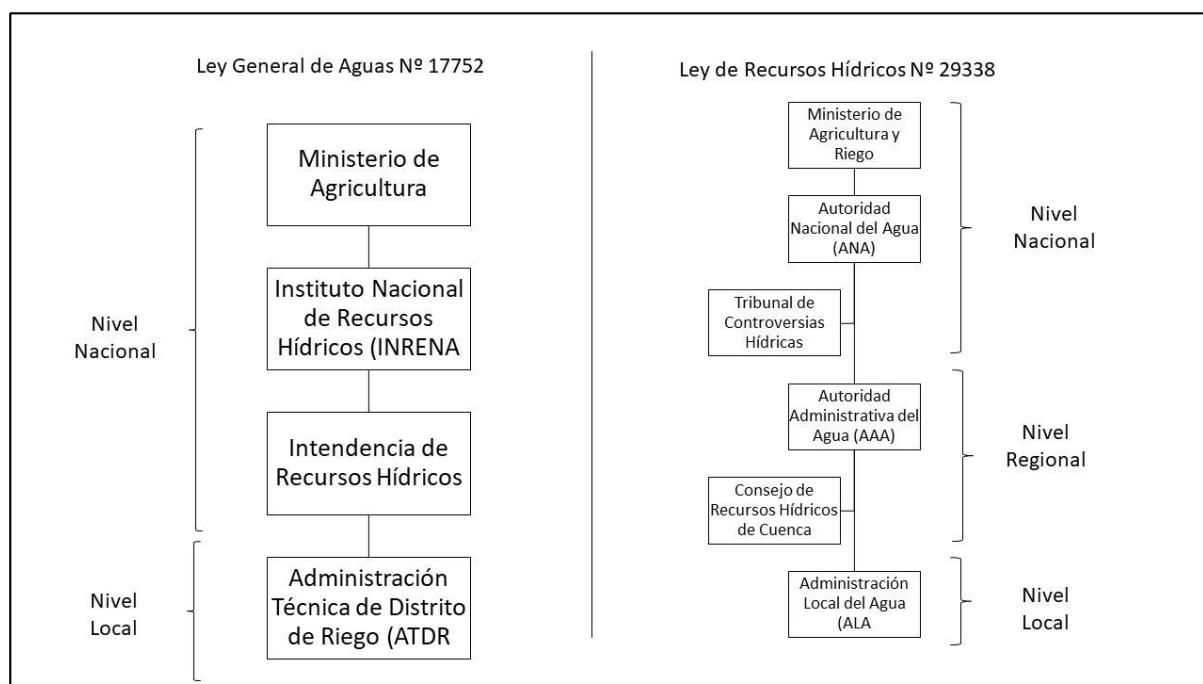 Ley General de Aguas Nº 17752
Nivel
Nacional
Ministerio de
Agricultura
Instituto Nacional
de Recursos
Hídricos (INRENA
Intendencia de
Recursos Hídricos
Nivel
Local
Administración
Técnica de Distrito
de Riego (ATDR
Ley de Recursos Hídricos Nº 29338
Ministerio de
Agricultura y
Riego
Autoridad
Nacional del Agua
(ANA)
Tribunal de
Controversias
Hídricas
Nivel
Nacional
Autoridad
Administrativa del
Agua (AAA)
Consejo de
Recursos Hídricos
de Cuenca
Nivel
Regional
Administración
Local del Agua
(ALA
Nivel
Local